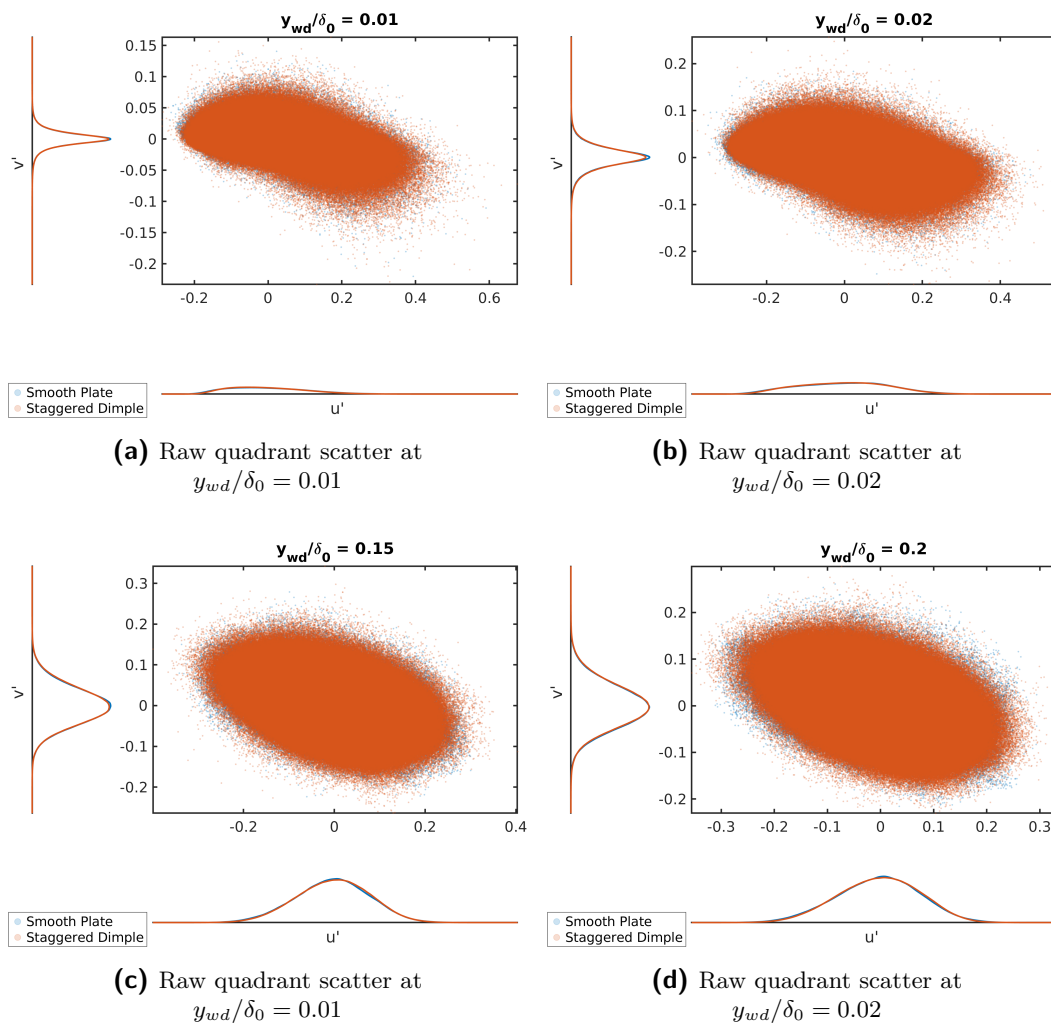 y_wd/δ_0 = 0.01
0.15
0.1
0.05
0
-0.05
-0.1
-0.15
-0.2
v'
-0.2 0 0.2 0.4 0.6
u'
Smooth Plate
Staggered Dimple
(a) Raw quadrant scatter at
y_wd/δ_0 = 0.01
y_wd/δ_0 = 0.02
0.2
0.1
0
-0.1
-0.2
v'
-0.2 0 0.2 0.4
u'
Smooth Plate
Staggered Dimple
(b) Raw quadrant scatter at
y_wd/δ_0 = 0.02
y_wd/δ_0 = 0.15
0.3
0.2
0.1
0
-0.1
-0.2
v'
-0.2 0 0.2 0.4
u'
Smooth Plate
Staggered Dimple
(c) Raw quadrant scatter at
y_wd/δ_0 = 0.01
y_wd/δ_0 = 0.2
0.2
0.1
0
-0.1
-0.2
v'
-0.3 -0.2 -0.1 0 0.1 0.2 0.3
u'
Smooth Plate
Staggered Dimple
(d) Raw quadrant scatter at
y_wd/δ_0 = 0.02